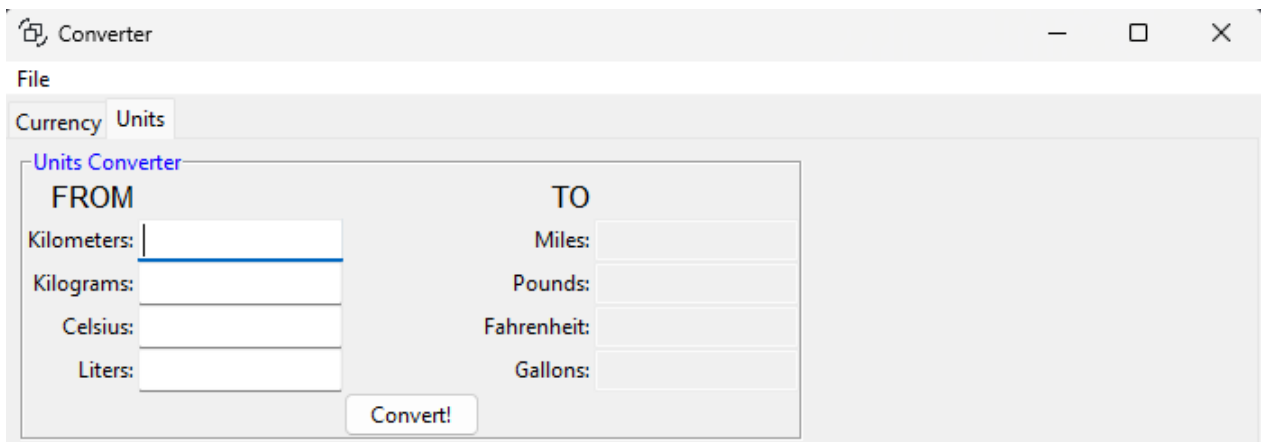 Converter
File
Currency Units
Units Converter
FROM TO
Kilometers: Miles:
Kilograms: Pounds:
Celsius: Fahrenheit:
Liters: Gallons:
Convert!